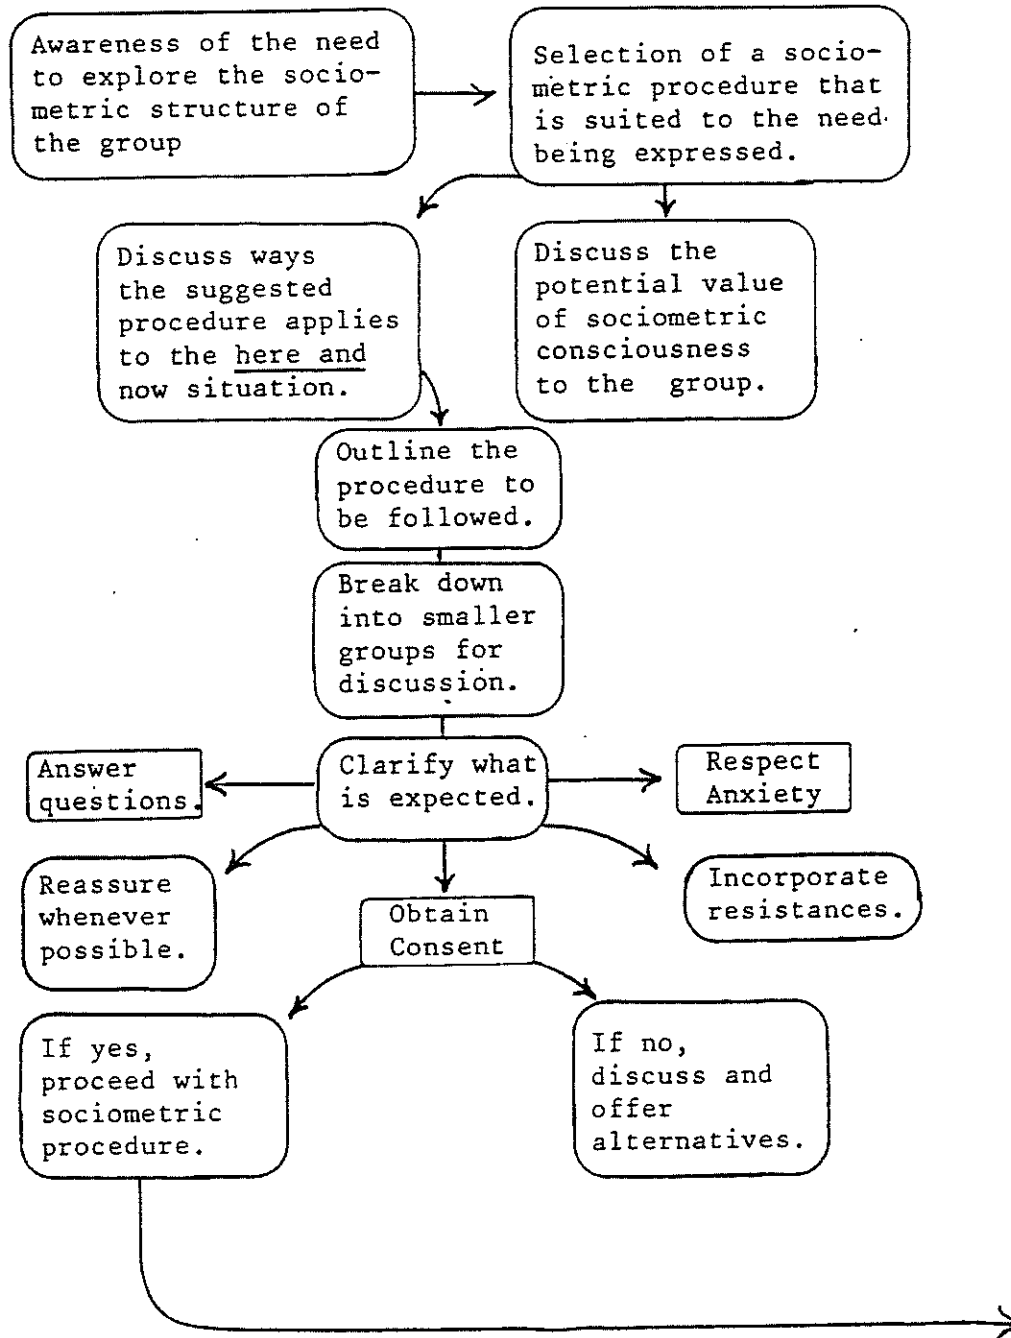 Awareness of the need
to explore the socio-
metric structure of
the group
Selection of a socio-
metric procedure that
is suited to the need
being expressed.
Discuss ways
the suggested
procedure applies
to the here and
now situation.
Discuss the
potential value
of sociometric
consciousness
to the group.
Outline the
procedure to
be followed.
Break down
into smaller
groups for
discussion.
Answer
questions.
Clarify what
is expected.
Respect
Anxiety
Reassure
whenever
possible.
Obtain
Consent
Incorporate
resistances.
If yes,
proceed with
sociometric
procedure.
If no,
discuss and
offer
alternatives.